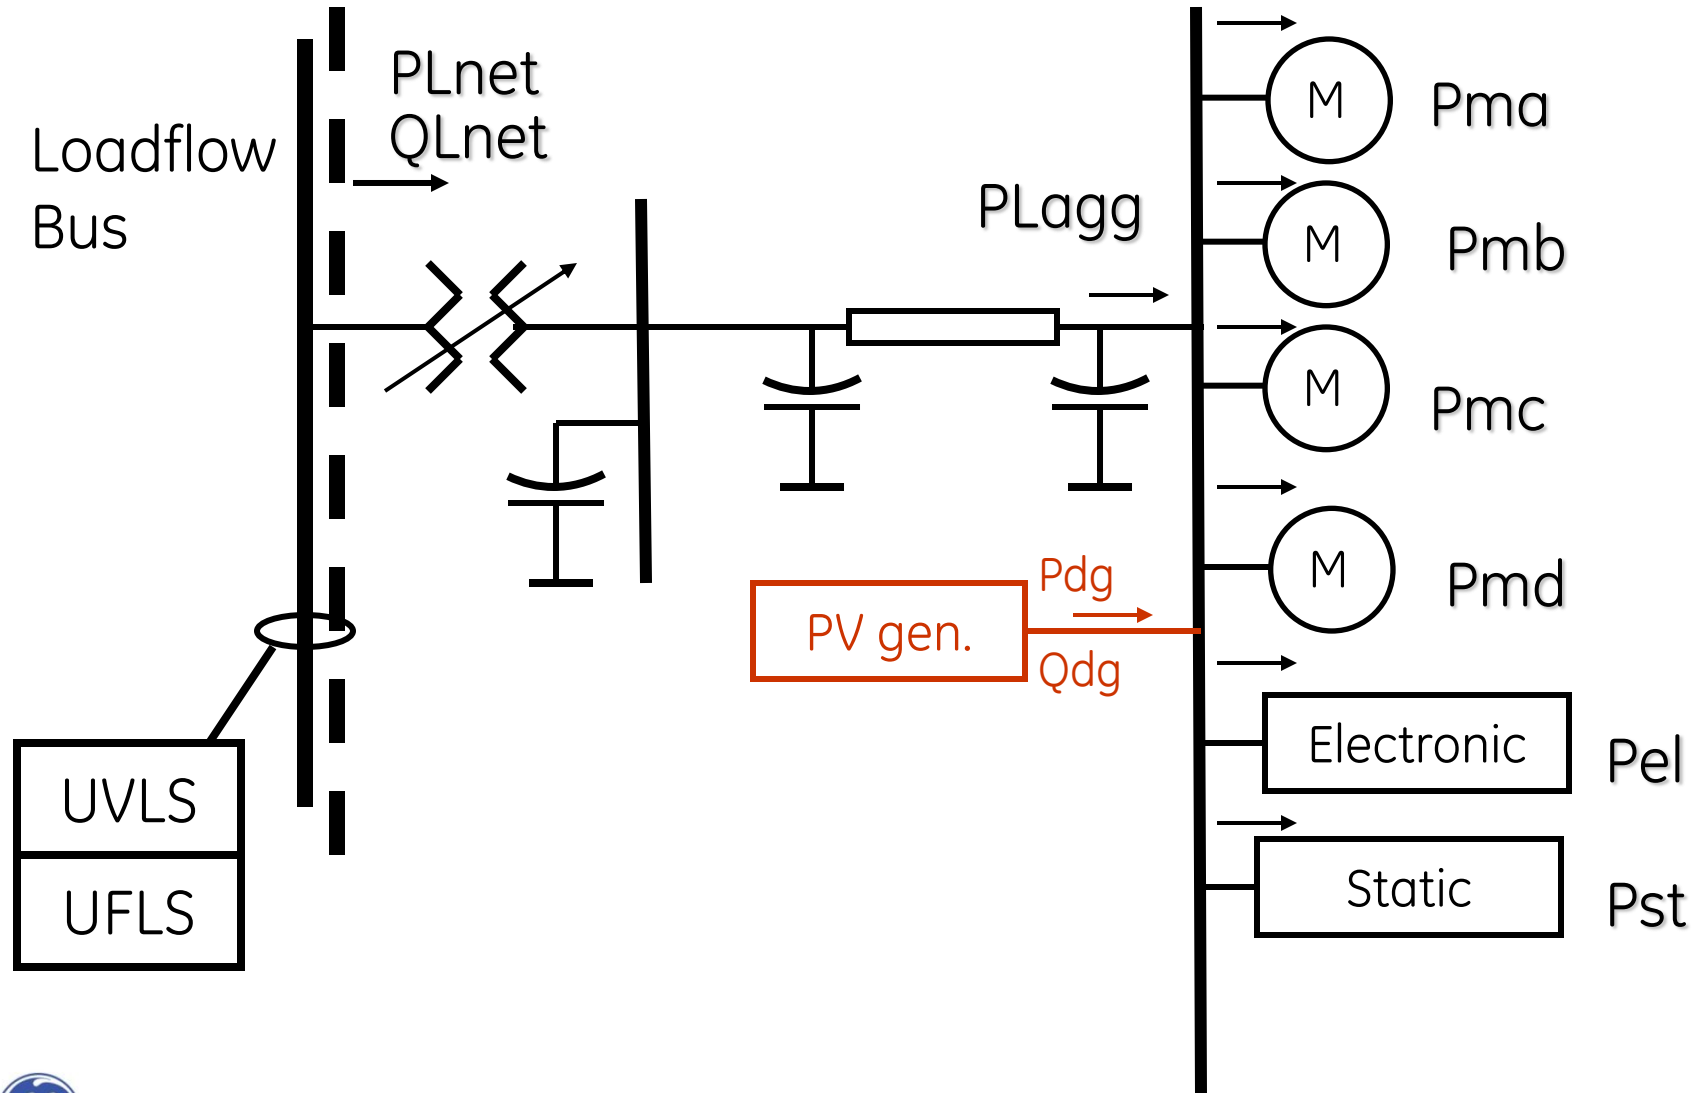 Loadflow
Bus
PLnet
QLnet
PLagg
M
Pma
M
Pmb
M
Pmc
M
Pmd
Pdg
PV gen.
Qdg
Electronic
Pel
Static
Pst
UVLS
UFLS